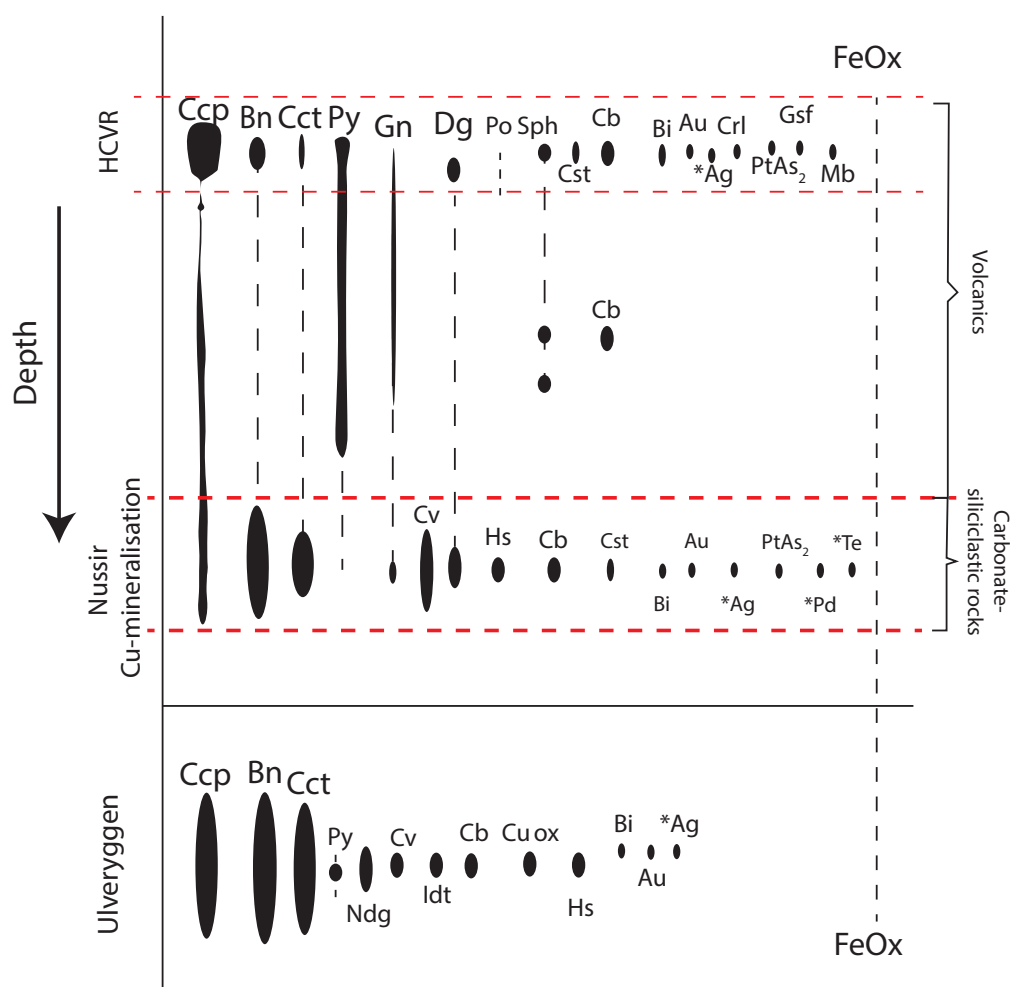 FeOx
HCVR
Ccp
Bn
Cct
Py
Gn
Dg
Po
Sph
Cst
Cb
Bi
Au
*Ag
Crl
PtAs2
Gsf
Mb
Depth
Cb
Volcanics
Nussir
Cu-mineralisation
Cv
Hs
Cb
Cst
Bi
Au
*Ag
PtAs2
*Pd
*Te
Carbonate-
siliciclastic rocks
Ulveryggen
Ccp
Bn
Cct
Py
Ndg
Cv
Idt
Cb
Cu ox
Hs
Bi
Au
*Ag
FeOx